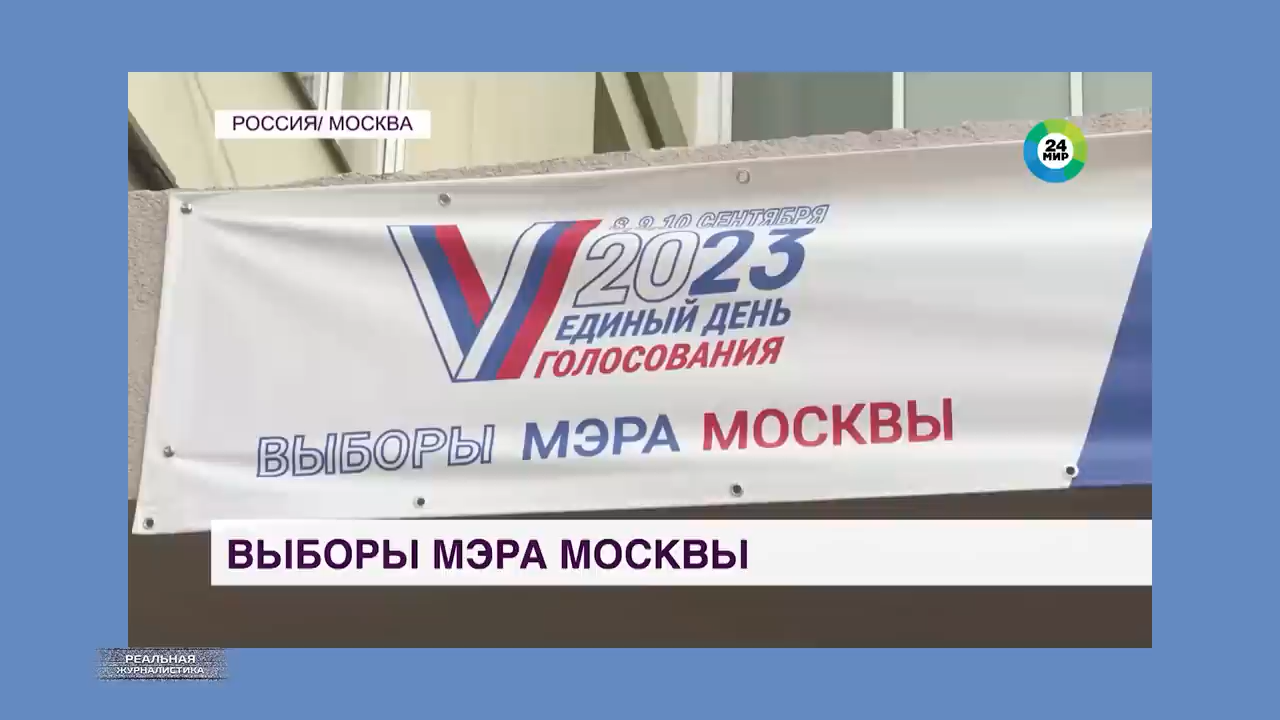 РОССИЯ/ МОСКВА
24
МИР
8, 9, 10 СЕНТЯБРЯ
2023
ЕДИНЫЙ ДЕНЬ
ГОЛОСОВАНИЯ
ВЫБОРЫ МЭРА МОСКВЫ
ВЫБОРЫ МЭРА МОСКВЫ
РЕАЛЬНАЯ
ЖУРНАЛИСТИКА